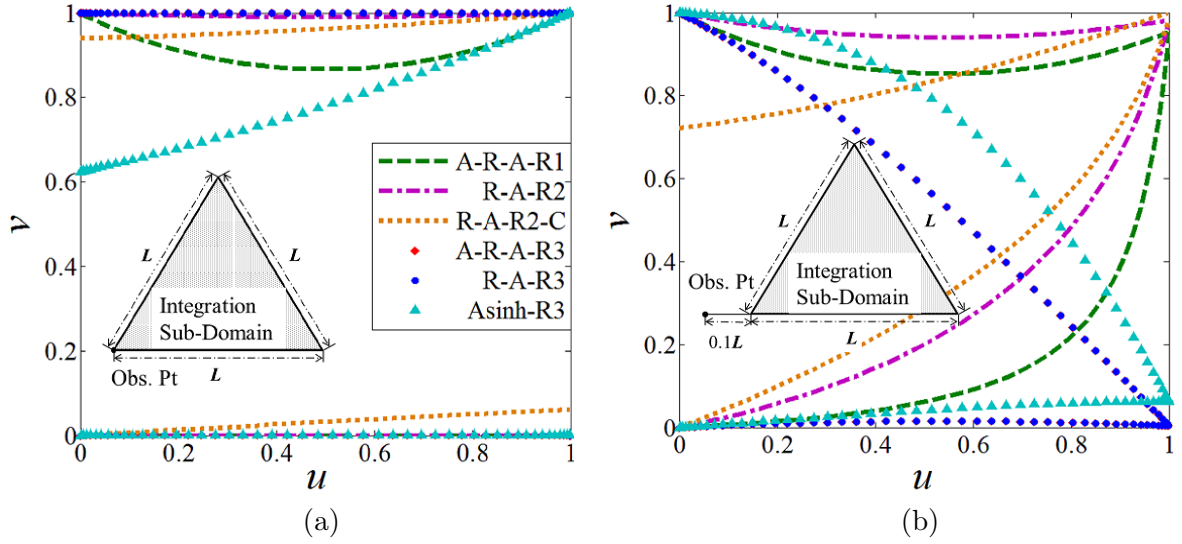 1
0.8
0.6
0.4
0.2
0
v
0
0.2
0.4
0.6
0.8
1
u
A-R-A-R1
R-A-R2
R-A-R2-C
A-R-A-R3
R-A-R3
Asinh-R3
L
L
Integration
Sub-Domain
L
Obs. Pt
(a)
1
0.8
0.6
0.4
0.2
0
v
0
0.2
0.4
0.6
0.8
1
u
L
L
Integration
Sub-Domain
Obs. Pt
0.1L
L
(b)